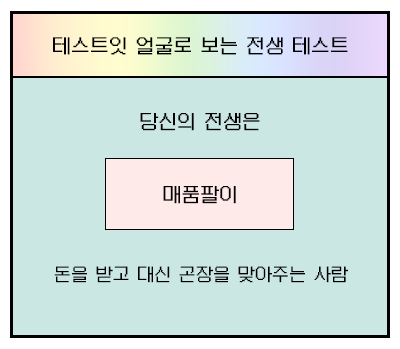 테스트잇 얼굴로 보는 전생 테스트
당신의 전생은
매품팔이
돈을 받고 대신 곤장을 맞아주는 사람